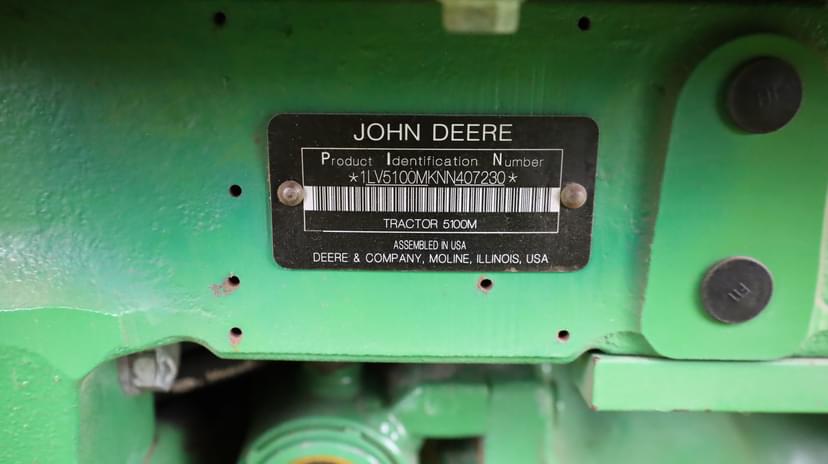 JOHN DEERE
Product Identification Number
*1LV5100MKNN407230*
TRACTOR 5100M
ASSEMBLED IN USA
DEERE & COMPANY, MOLINE, ILLINOIS, USA